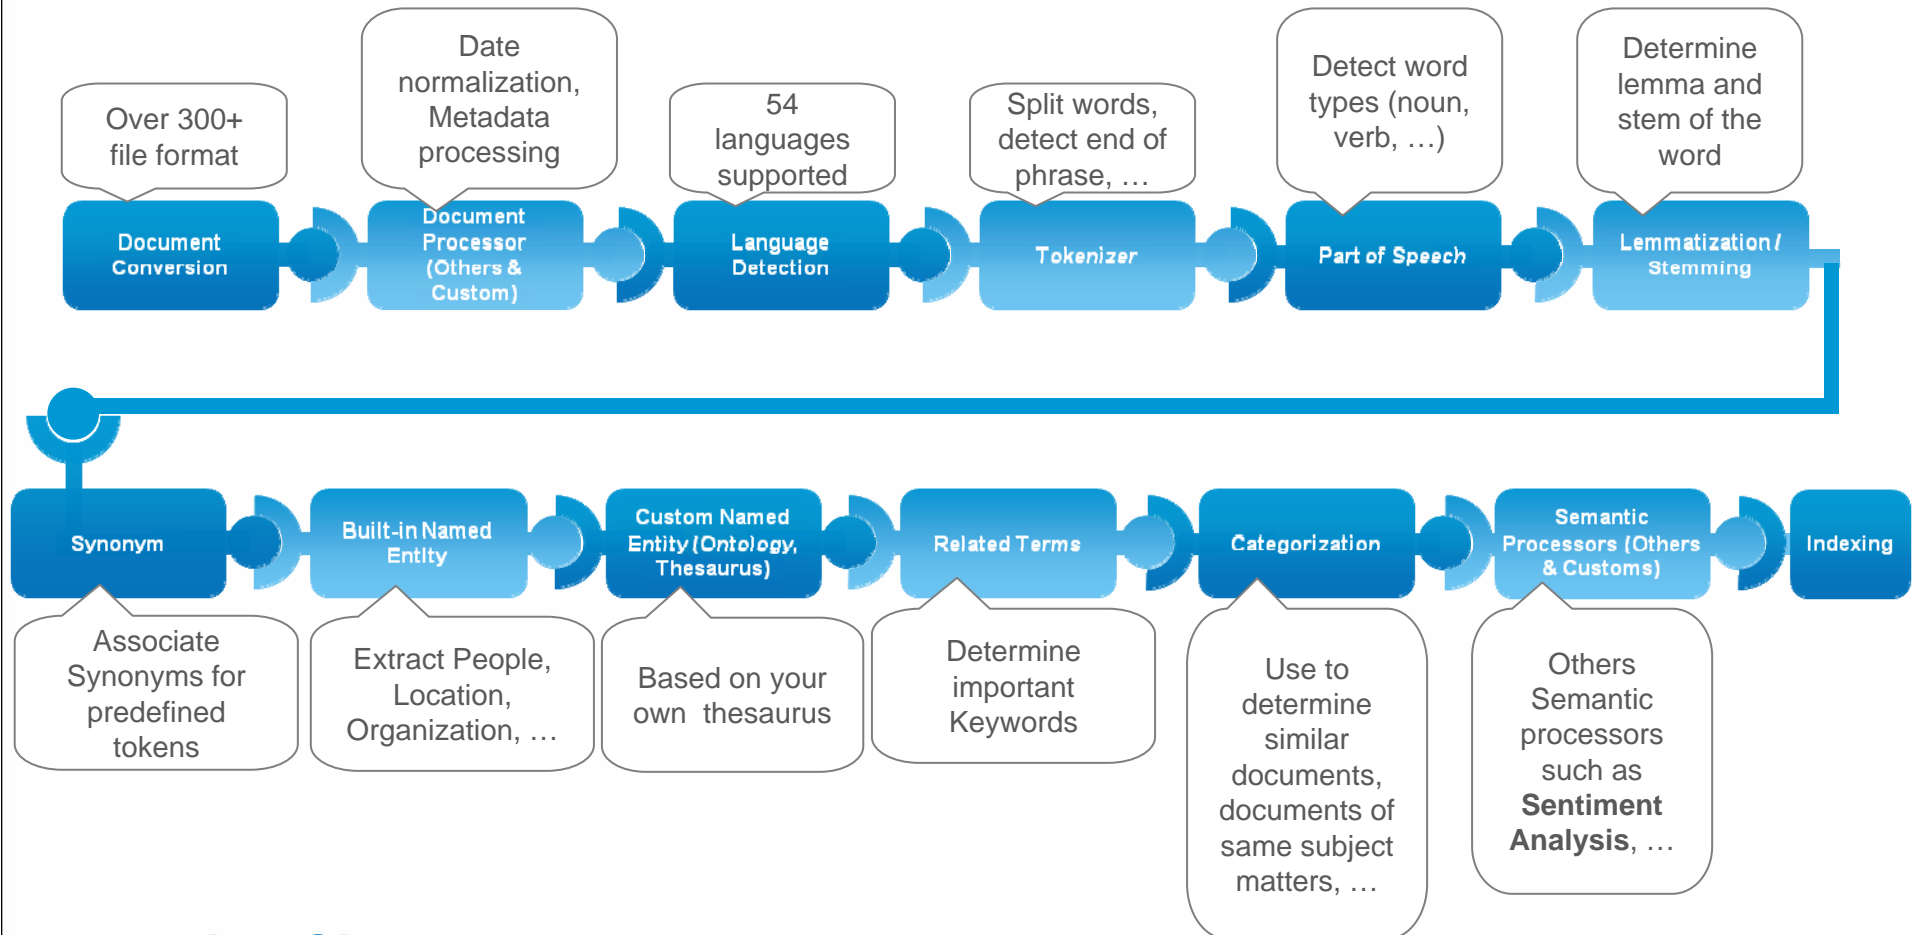 Over 300+
file format
Date
normalization,
Metadata
processing
54
languages
supported
Split words,
detect end of
phrase, …
Detect word
types (noun,
verb, …)
Determine
lemma and
stem of the
word
Document
Conversion
Document
Processor
(Others &
Custom)
Language
Detection
Tokenizer
Part of Speech
Lemmatization /
Stemming
Synonym
Built-in Named
Entity
Custom Named
Entity (Ontology,
Thesaurus)
Related Terms
Categorization
Semantic
Processors (Others
& Customs)
Indexing
Associate
Synonyms for
predefined
tokens
Extract People,
Location,
Organization, …
Based on your
own thesaurus
Determine
important
Keywords
Use to
determine
similar
documents,
documents of
same subject
matters, …
Others
Semantic
processors
such as
Sentiment
Analysis, …